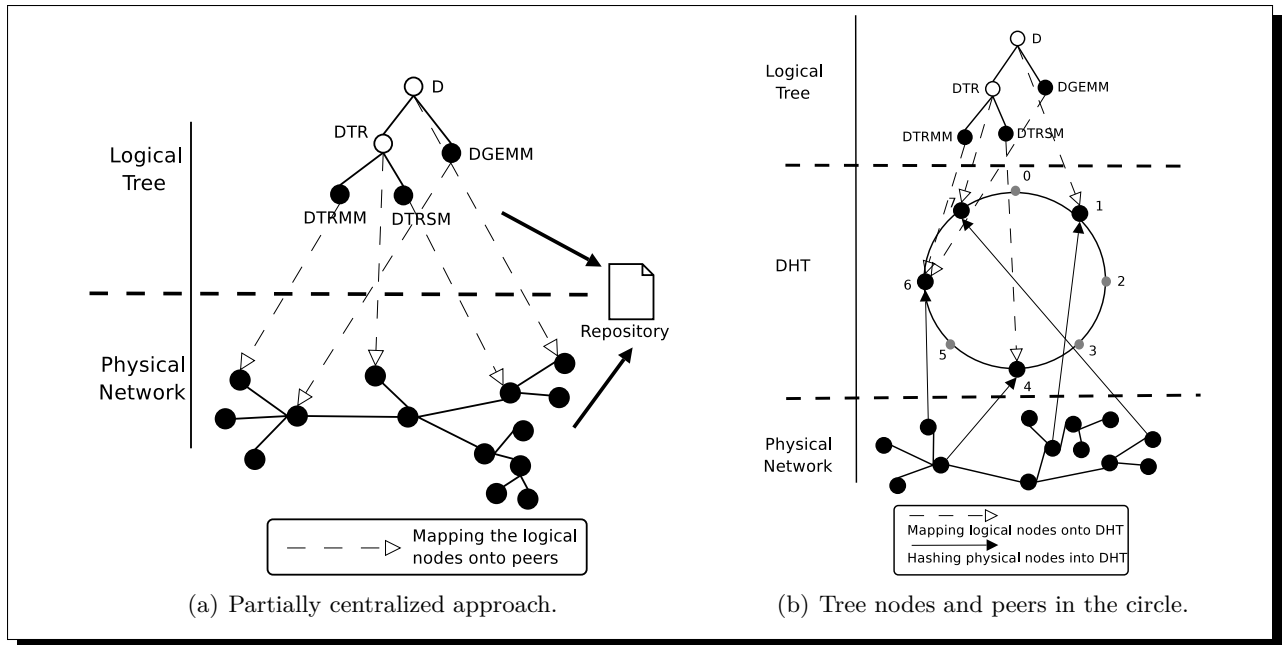 D
DTR
DGEMM
DTRMM
DTRSM
Logical
Tree
Repository
Physical
Network
Mapping the logical
nodes onto peers
(a) Partially centralized approach.
D
Logical
Tree
DTR
DGEMM
DTRMM
DTRSM
0
7
1
DHT
6
2
5
3
4
Physical
Network
Mapping logical nodes onto DHT
Hashing physical nodes into DHT
(b) Tree nodes and peers in the circle.